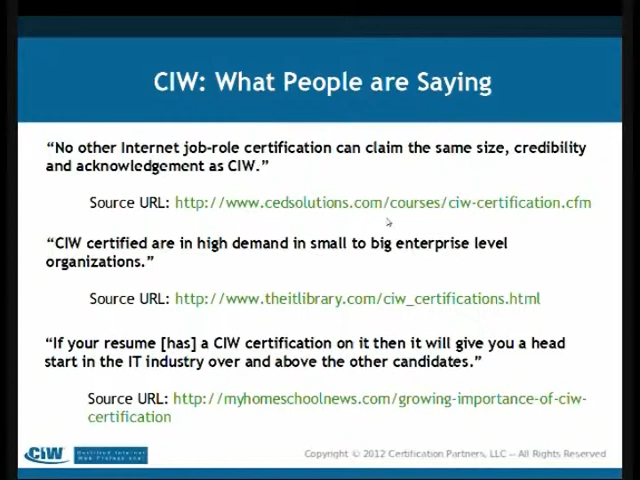 CIW: What People are Saying
“No other Internet job-role certification can claim the same size, credibility
and acknowledgement as CIW.”
Source URL: http://www.cedsolutions.com/courses/ciw-certification.cfm
“CIW certified are in high demand in small to big enterprise level
organizations.”
Source URL: http://www.theitlibrary.com/ciw_certifications.html
“If your resume [has] a CIW certification on it then it will give you a head
start in the IT industry over and above the other candidates.”
Source URL: http://myhomeschoolnews.com/growing-importance-of-ciw-
certification
CIW
Certified Internet
Web Professional
Copyright © 2012 Certification Partners, LLC -- All Rights Reserved